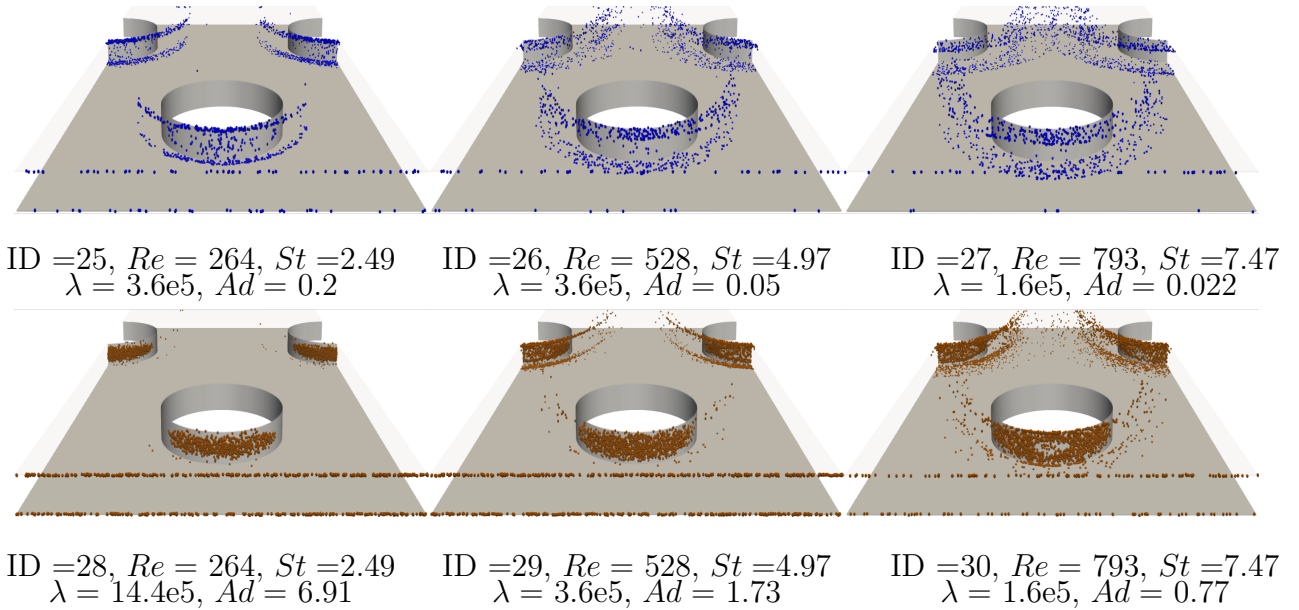 ID =25, Re = 264, St =2.49
λ = 3.6e5, Ad = 0.2
ID =26, Re = 528, St =4.97
λ = 3.6e5, Ad = 0.05
ID =27, Re = 793, St =7.47
λ = 1.6e5, Ad = 0.022
ID =28, Re = 264, St =2.49
λ = 14.4e5, Ad = 6.91
ID =29, Re = 528, St =4.97
λ = 3.6e5, Ad = 1.73
ID =30, Re = 793, St =7.47
λ = 1.6e5, Ad = 0.77